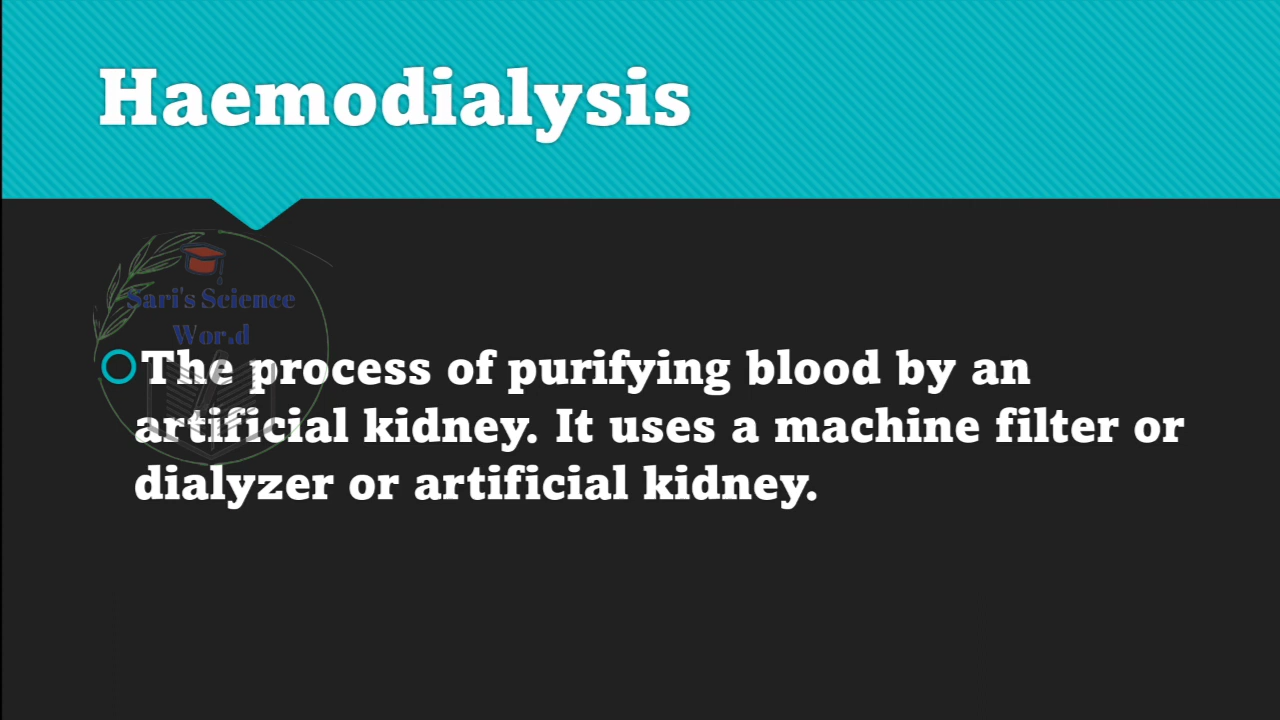 Haemodialysis
Sari's Science
Wor.d
The process of purifying blood by an
artificial kidney. It uses a machine filter or
dialyzer or artificial kidney.